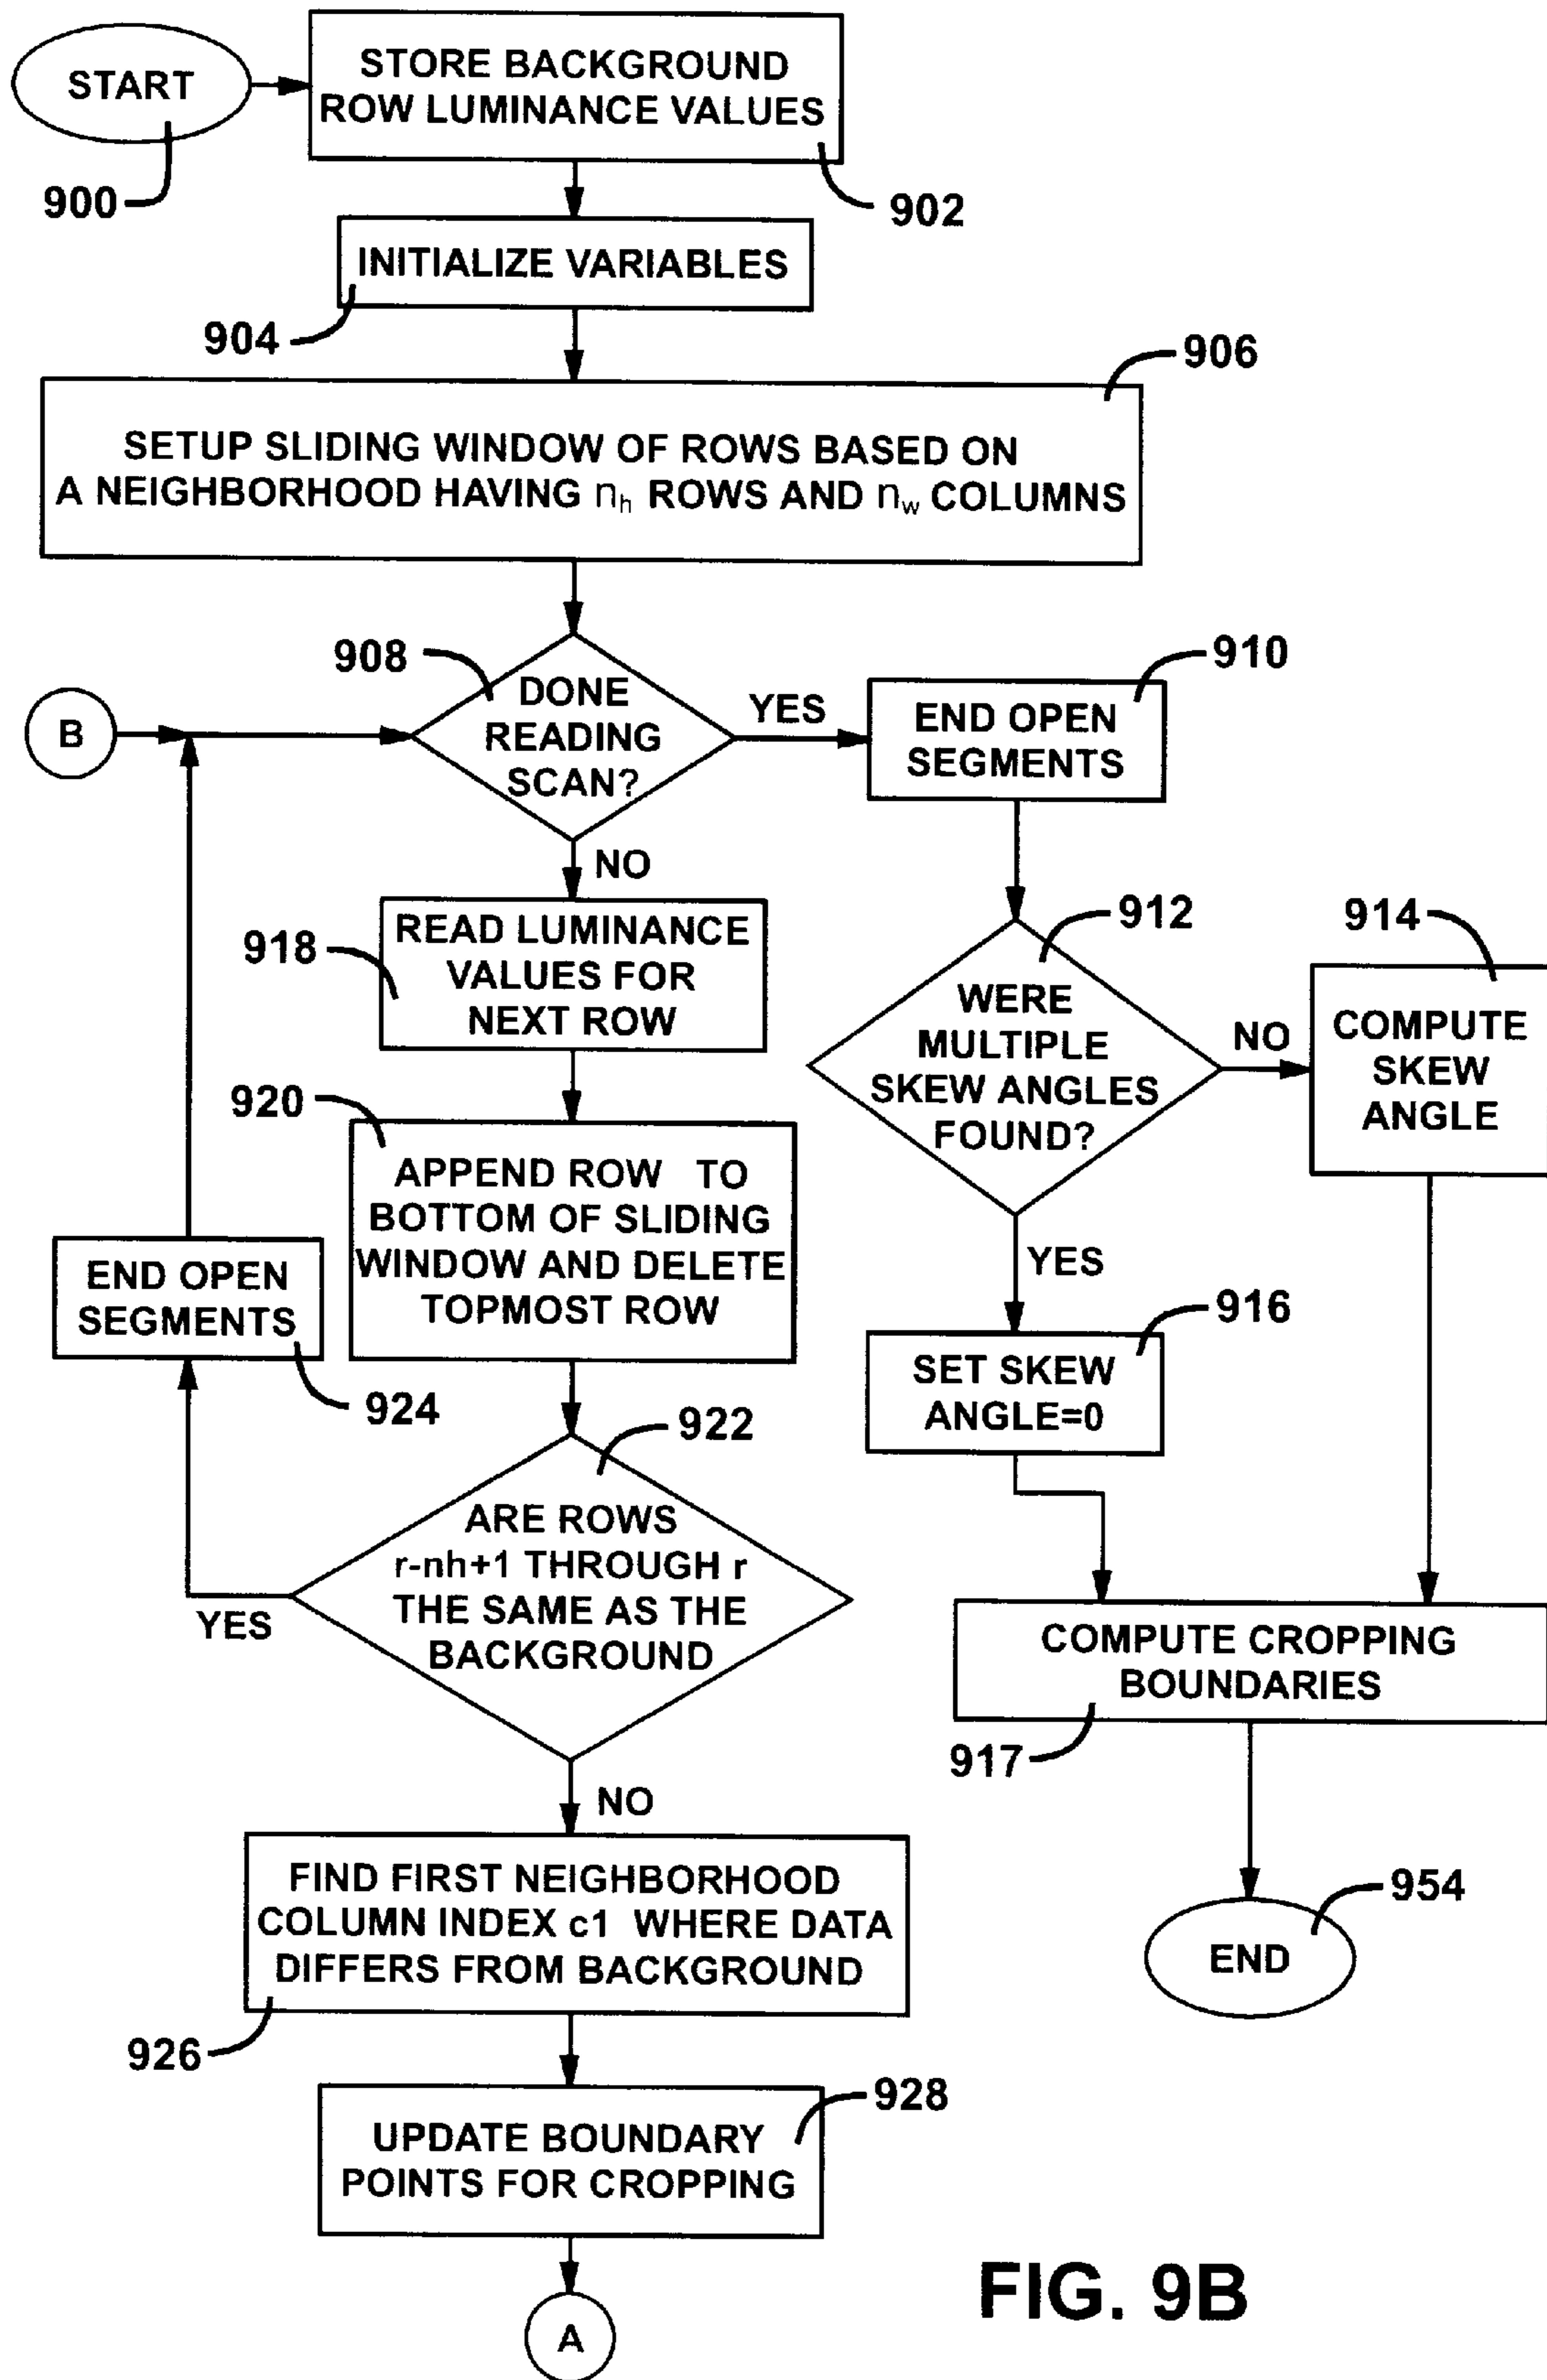 START
STORE BACKGROUND
ROW LUMINANCE VALUES
900
902
INITIALIZE VARIABLES
904
906
SETUP SLIDING WINDOW OF ROWS BASED ON
A NEIGHBORHOOD HAVING nh ROWS AND nw COLUMNS
908
910
B
DONE
READING
SCAN?
YES
END OPEN
SEGMENTS
NO
918
READ LUMINANCE
VALUES FOR
NEXT ROW
912
914
WERE
MULTIPLE
SKEW ANGLES
FOUND?
NO
COMPUTE
SKEW
ANGLE
920
APPEND ROW TO
BOTTOM OF SLIDING
WINDOW AND DELETE
TOPMOST ROW
END OPEN
SEGMENTS
924
YES
916
SET SKEW
ANGLE=0
922
ARE ROWS
r-nh+1 THROUGH r
THE SAME AS THE
BACKGROUND
YES
COMPUTE CROPPING
BOUNDARIES
917
NO
FIND FIRST NEIGHBORHOOD
COLUMN INDEX c1 WHERE DATA
DIFFERS FROM BACKGROUND
926
954
END
928
UPDATE BOUNDARY
POINTS FOR CROPPING
A
FIG. 9B